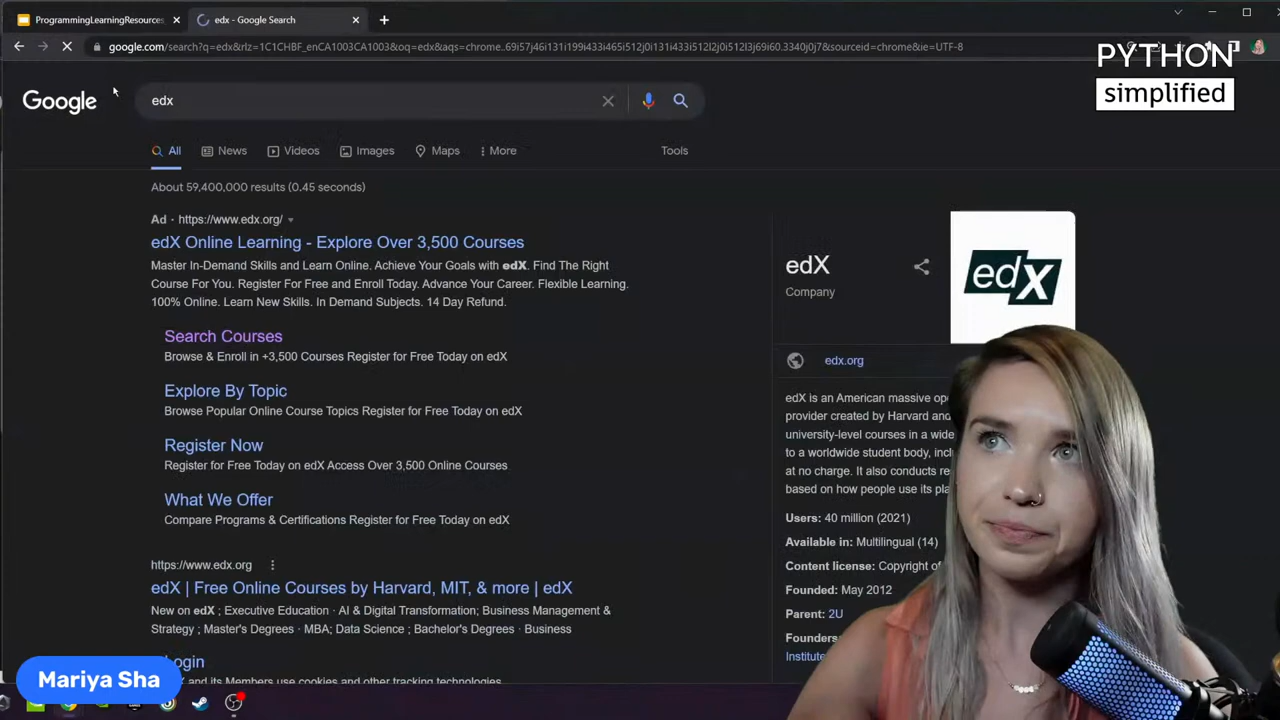 ProgrammingLearningResources
edx - Google Search
google.com/search?q=edx&rlz=1C1CHBF_enCA1003CA1003&oq=edx&aqs=chrome..69i57j46i131i199i433i465i512j0i131i433i512l2j0i512l3j69i60.3340j0j7&sourceid=chrome&ie=UTF-8
PYTHON
simplified
Google
edx
All
News
Videos
Images
Maps
More
Tools
About 59,400,000 results (0.45 seconds)
Ad · https://www.edx.org/
edX Online Learning - Explore Over 3,500 Courses
Master In-Demand Skills and Learn Online. Achieve Your Goals with edX. Find The Right
Course For You. Register For Free and Enroll Today. Advance Your Career. Flexible Learning.
100% Online. Learn New Skills. In Demand Subjects. 14 Day Refund.
Search Courses
Browse & Enroll in +3,500 Courses Register for Free Today on edX
Explore By Topic
Browse Popular Online Course Topics Register for Free Today on edX
Register Now
Register for Free Today on edX Access Over 3,500 Online Courses
What We Offer
Compare Programs & Certifications Register for Free Today on edX
https://www.edx.org
edX | Free Online Courses by Harvard, MIT, & more | edX
New on edX ; Executive Education · AI & Digital Transformation; Business Management &
Strategy ; Master's Degrees · MBA; Data Science ; Bachelor's Degrees · Business
Login
and its Members use cookies and other tracking technologies
edX
Company
edX
edx.org
edX is an American massive
provider created by Harvard and
university-level courses in a wide
to a worldwide student body,
at no charge. It also conducts
based on how people use its
Users: 40 million (2021)
Available in: Multilingual (14)
Content license: Copyright of
Founded: May 2012
Parent: 2U
Founders
Institute
Mariya Sha